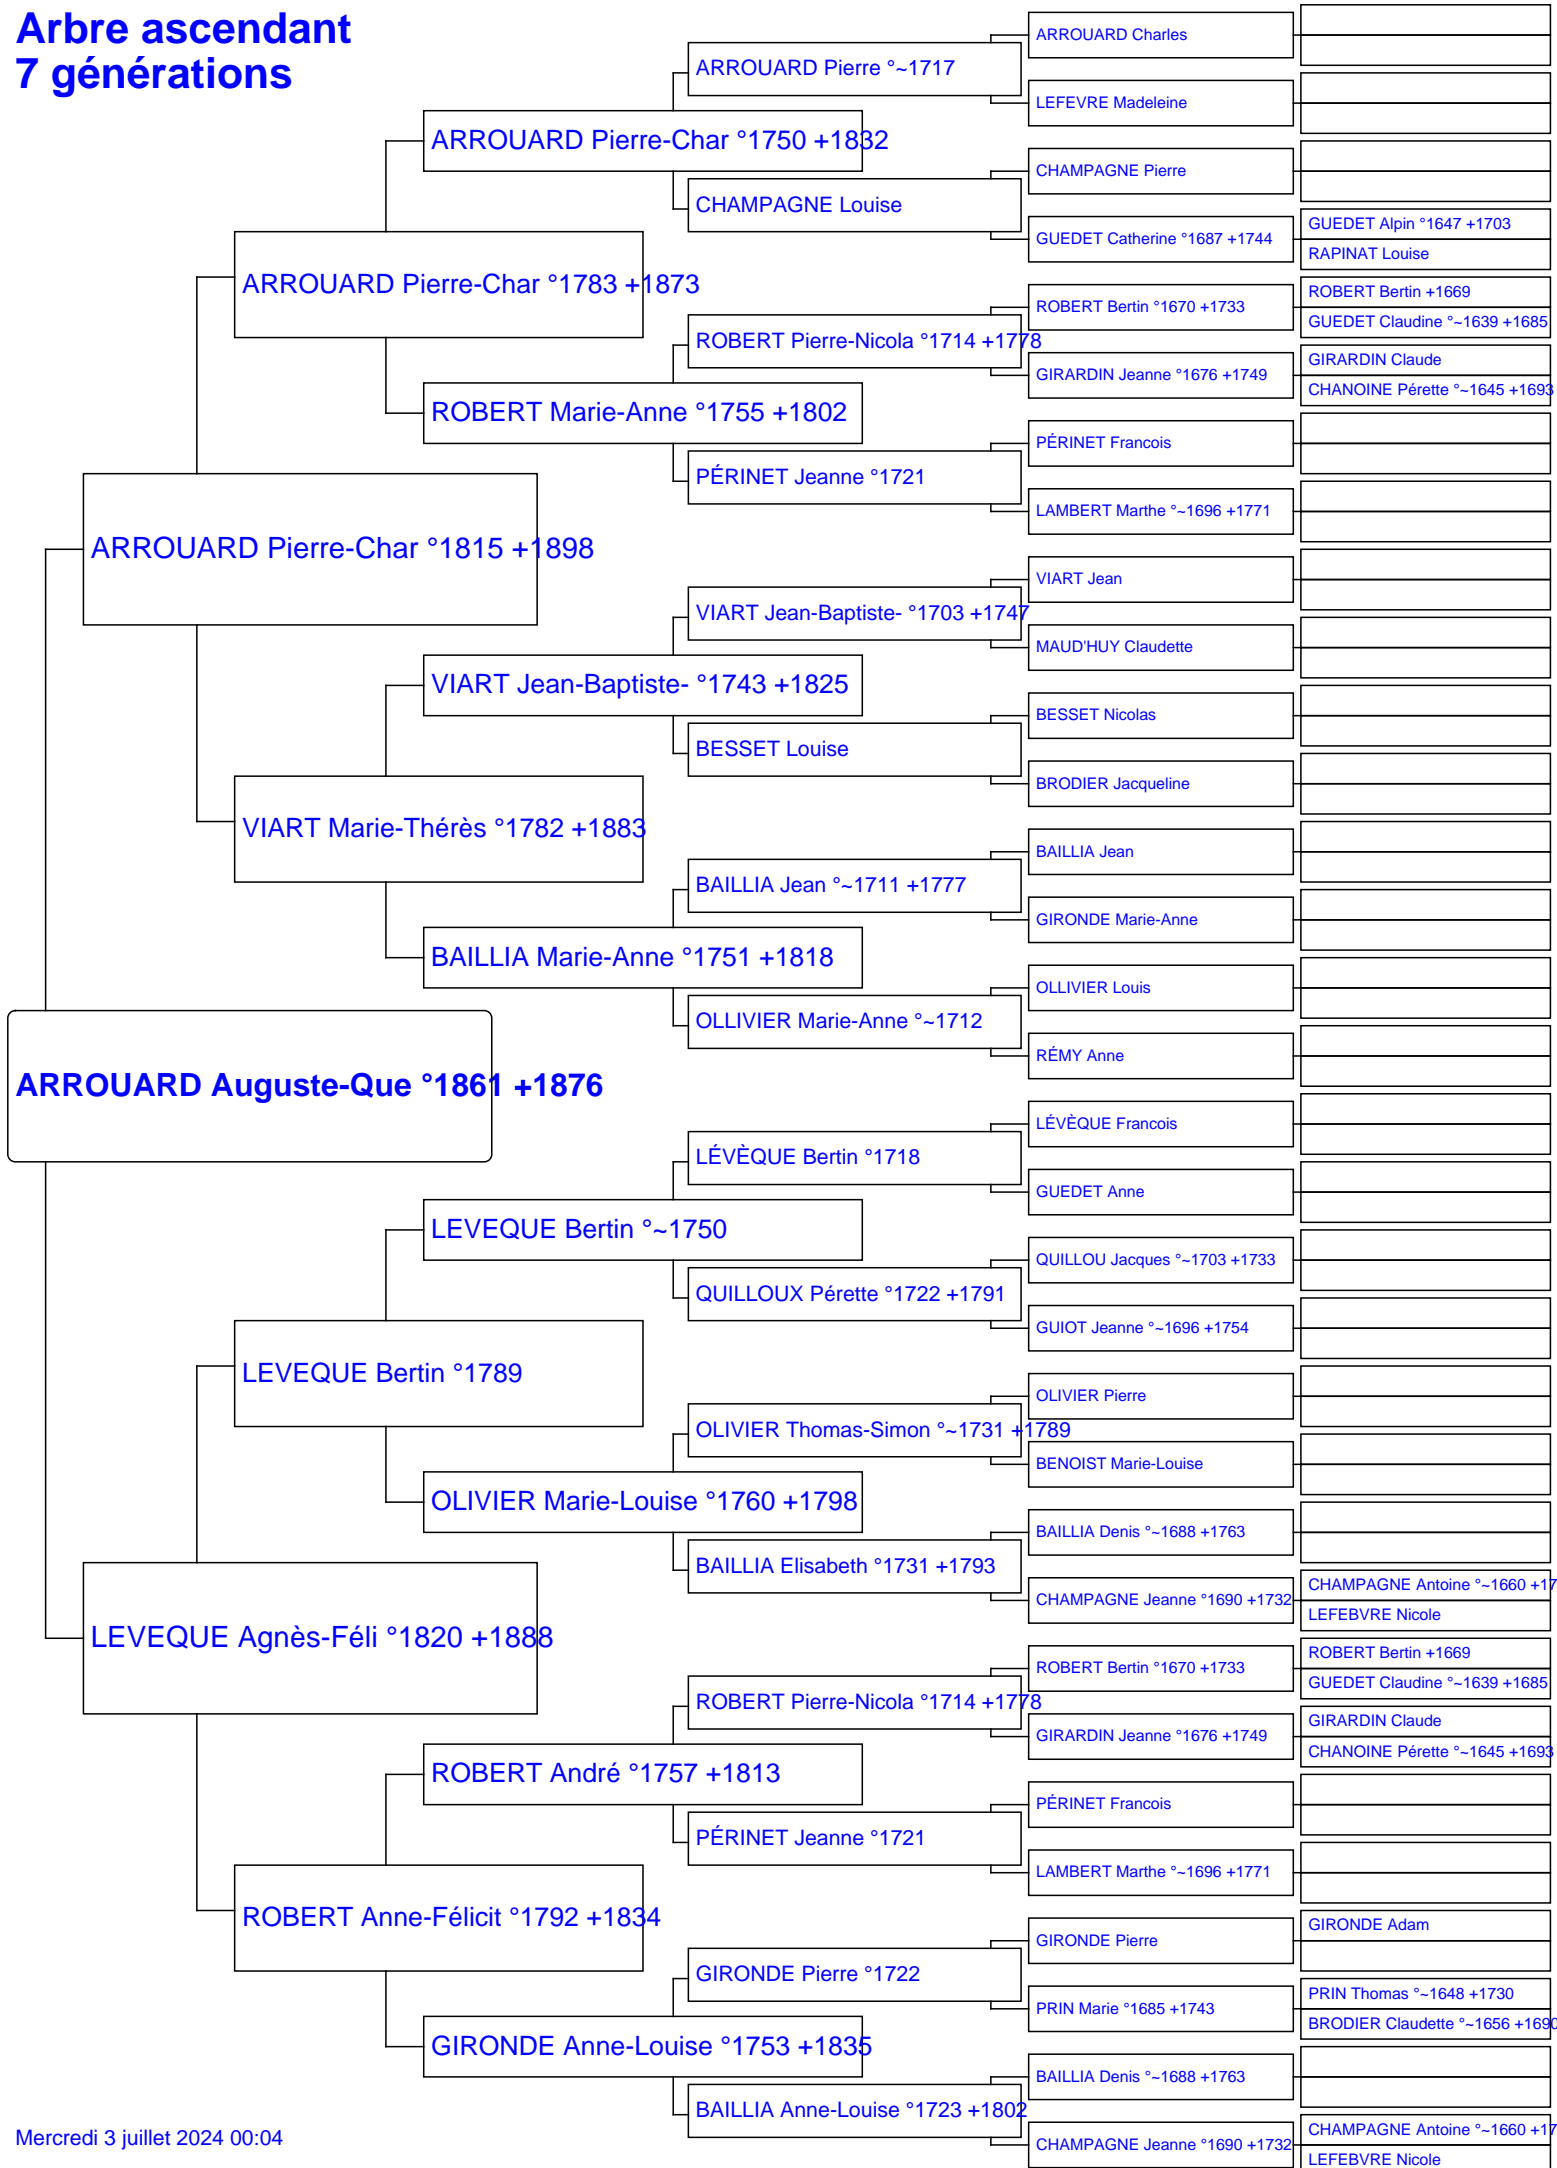 Arbre ascendant
7 générations
ARROUARD Charles
ARROUARD Pierre °~1717
LEFEVRE Madeleine
ARROUARD Pierre-Char °1750 +1832
CHAMPAGNE Pierre
CHAMPAGNE Louise
GUEDET Alpin °1647 +1703
GUEDET Catherine °1687 +1744
RAPINAT Louise
ARROUARD Pierre-Char °1783 +1873
ROBERT Bertin +1669
ROBERT Bertin °1670 +1733
GUEDET Claudine °~1639 +1685
ROBERT Pierre-Nicola °1714 +1778
GIRARDIN Claude
GIRARDIN Jeanne °1676 +1749
CHANOINE Pérette °~1645 +1693
ROBERT Marie-Anne °1755 +1802
PÉRINET Francois
PÉRINET Jeanne °1721
LAMBERT Marthe °~1696 +1771
ARROUARD Pierre-Char °1815 +1898
VIART Jean
VIART Jean-Baptiste- °1703 +1747
MAUD'HUY Claudette
VIART Jean-Baptiste- °1743 +1825
BESSET Nicolas
BESSET Louise
BRODIER Jacqueline
VIART Marie-Thérès °1782 +1883
BAILLIA Jean
BAILLIA Jean °~1711 +1777
GIRONDE Marie-Anne
BAILLIA Marie-Anne °1751 +1818
OLLIVIER Louis
OLLIVIER Marie-Anne °~1712
RÉMY Anne
ARROUARD Auguste-Que °1861 +1876
LÉVÈQUE Francois
LÉVÈQUE Bertin °1718
GUEDET Anne
LEVEQUE Bertin °~1750
QUILLOU Jacques °~1703 +1733
QUILLOUX Pérette °1722 +1791
GUIOT Jeanne °~1696 +1754
LEVEQUE Bertin °1789
OLIVIER Pierre
OLIVIER Thomas-Simon °~1731 +1789
BENOIST Marie-Louise
OLIVIER Marie-Louise °1760 +1798
BAILLIA Denis °~1688 +1763
BAILLIA Elisabeth °1731 +1793
CHAMPAGNE Antoine °~1660 +17
CHAMPAGNE Jeanne °1690 +1732
LEFEBVRE Nicole
LEVEQUE Agnès-Féli °1820 +1888
ROBERT Bertin +1669
ROBERT Bertin °1670 +1733
GUEDET Claudine °~1639 +1685
ROBERT Pierre-Nicola °1714 +1778
GIRARDIN Claude
GIRARDIN Jeanne °1676 +1749
CHANOINE Pérette °~1645 +1693
ROBERT André °1757 +1813
PÉRINET Francois
PÉRINET Jeanne °1721
LAMBERT Marthe °~1696 +1771
ROBERT Anne-Félicit °1792 +1834
GIRONDE Adam
GIRONDE Pierre
GIRONDE Pierre °1722
PRIN Thomas °~1648 +1730
PRIN Marie °1685 +1743
BRODIER Claudette °~1656 +1690
GIRONDE Anne-Louise °1753 +1835
BAILLIA Denis °~1688 +1763
BAILLIA Anne-Louise °1723 +1802
CHAMPAGNE Antoine °~1660 +17
CHAMPAGNE Jeanne °1690 +1732
LEFEBVRE Nicole
Mercredi 3 juillet 2024 00:04